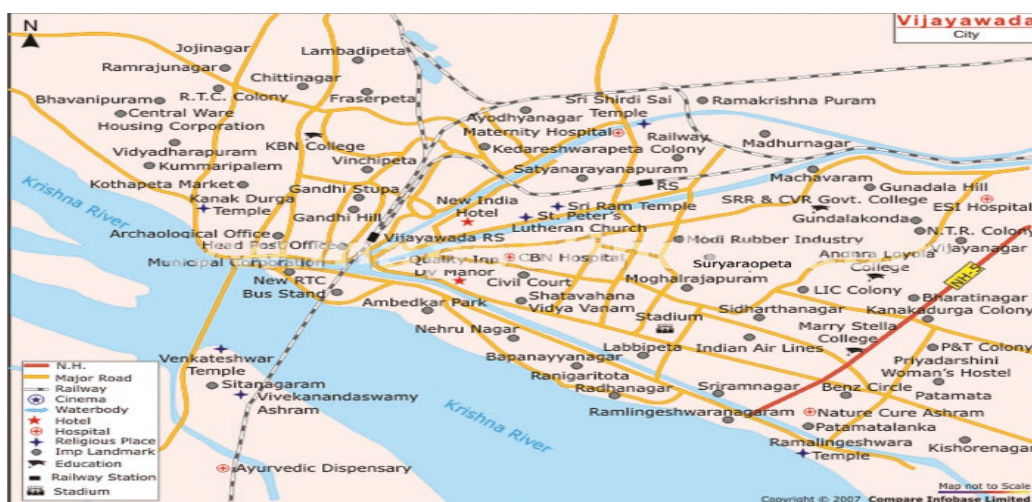 N
Vijayawada
City
Jojinagar
Lambadipeta
Ramrajunagar
Chittinagar
R.T.C. Colony
Fraserpeta
Bhavanipuram
Central Ware
Housing Corporation
KBN College
Vidyadharapuram
Kummaripalem
Vinchipeta
Kothapeta Market
Gandhi Stupa
Kanak Durga
Temple
Gandhi Hill
Archaological Office
Head Post Office
Vijayawada RS
Municipal Corporation
New RTC
Bus Stand
Krishna River
Sri Shirdi Sai
Temple
Ramakrishna Puram
Ayodhyanagar
Maternity Hospital
Railway
Colony
Kedareshwarapeta
Madhurnagar
Satyanarayanapuram
Machavaram
RS
Gunadala Hill
New India
Hotel
Sri Ram Temple
SRR & CVR Govt. College
ESI Hospital
St. Peter's
Lutheran Church
Gundalakonda
N.T.R. Colony
Modi Rubber Industry
Vijayanagar
Quality Inn
DV Manor
CBN Hospital
Suryaraopeta
Andhra Loyola
College
NH-5
Civil Court
Moghalrajapuram
LIC Colony
Ambedkar Park
Shatavahana
Vidya Vanam
Bharatinagar
Sidharthanagar
Kanakadurga Colony
Stadium
Nehru Nagar
Marry Stella
College
Labbipeta
Indian Air Lines
P&T Colony
Bapanayyanagar
Priyadarshini
Woman's Hostel
Ranigaritota
Radhanagar
Sriramnagar
Benz Circle
Patamata
Ramlingeshwaranagaram
Nature Cure Ashram
Patamatalanka
Ramalingeshwara
Temple
Kishorenagar
Krishna River
Venkateshwar
Temple
Sitanagaram
Vivekanandaswamy
Ashram
Ayurvedic Dispensary
N.H.
Major Road
Railway
Cinema
Waterbody
Hotel
Hospital
Religious Place
Imp Landmark
Education
Railway Station
Stadium
Map not to Scale
Copyright © 2007 Compare Infobase Limited